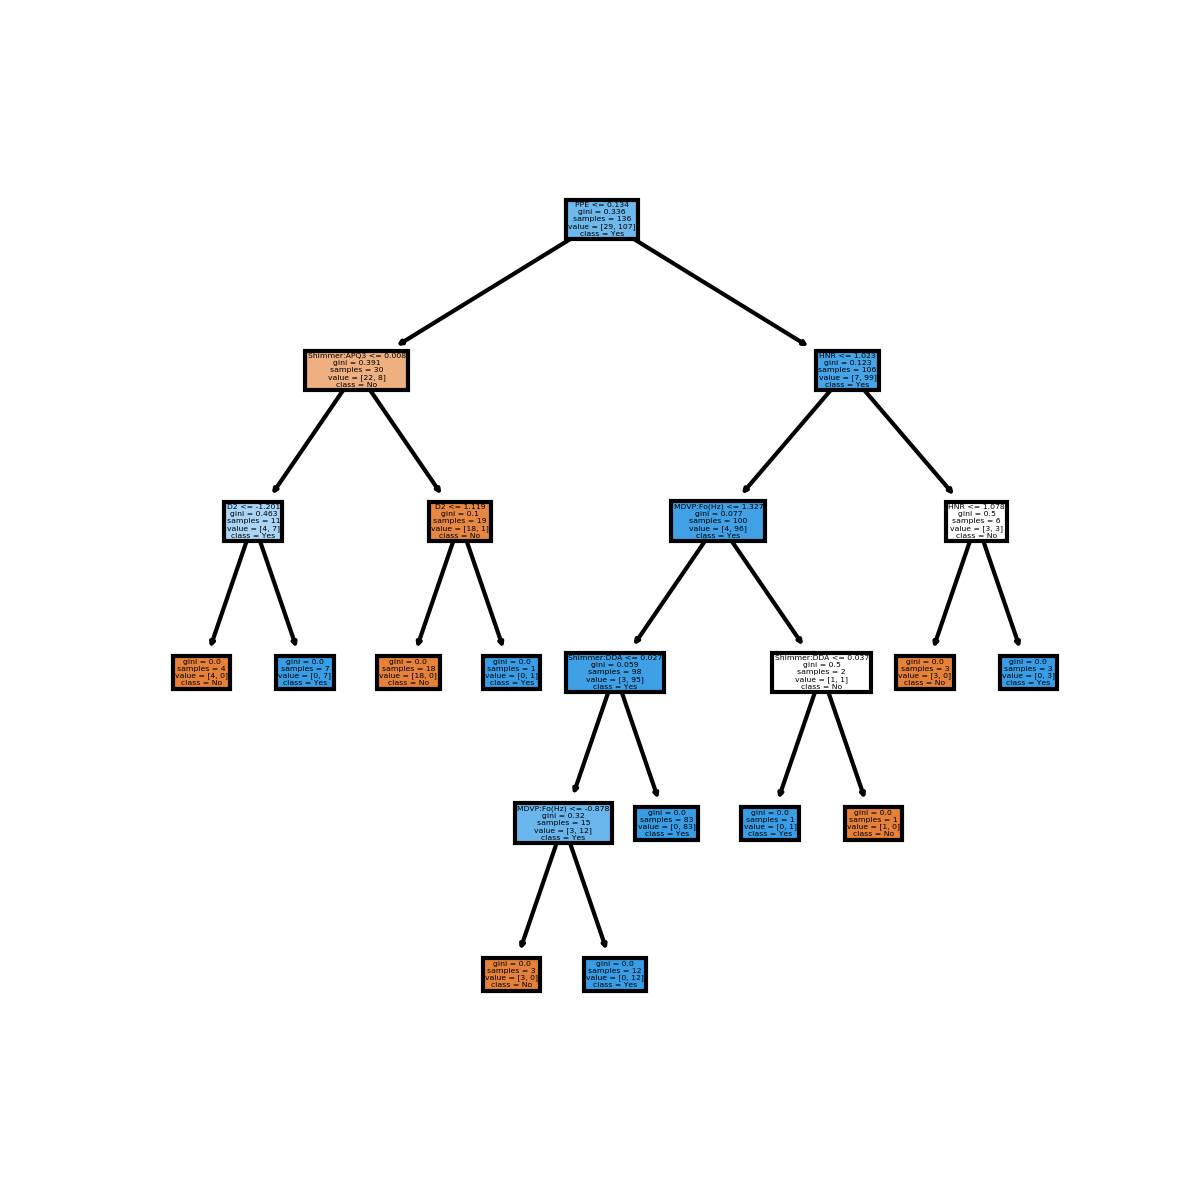 PPE <= 0.134
gini = 0.336
samples = 136
value = [29, 107]
class = Yes
Shimmer:APQ3 <= 0.008
gini = 0.391
samples = 30
value = [22, 8]
class = No
HNR <= 1.023
gini = 0.123
samples = 106
value = [7, 99]
class = Yes
D2 <= -1.201
gini = 0.463
samples = 11
value = [4, 7]
class = Yes
D2 <= 1.119
gini = 0.1
samples = 19
value = [18, 1]
class = No
MDVP:Fo(Hz) <= 1.327
gini = 0.077
samples = 100
value = [4, 96]
class = Yes
HNR <= 1.078
gini = 0.5
samples = 6
value = [3, 3]
class = No
gini = 0.0
samples = 4
value = [4, 0]
class = No
gini = 0.0
samples = 7
value = [0, 7]
class = Yes
gini = 0.0
samples = 18
value = [18, 0]
class = No
gini = 0.0
samples = 1
value = [0, 1]
class = Yes
Shimmer:DDA <= 0.027
gini = 0.059
samples = 98
value = [3, 95]
class = Yes
Shimmer:DDA <= 0.037
gini = 0.5
samples = 2
value = [1, 1]
class = No
gini = 0.0
samples = 3
value = [3, 0]
class = No
gini = 0.0
samples = 3
value = [0, 3]
class = Yes
MDVP:Fo(Hz) <= -0.878
gini = 0.32
samples = 15
value = [3, 12]
class = Yes
gini = 0.0
samples = 83
value = [0, 83]
class = Yes
gini = 0.0
samples = 1
value = [0, 1]
class = Yes
gini = 0.0
samples = 1
value = [1, 0]
class = No
gini = 0.0
samples = 3
value = [3, 0]
class = No
gini = 0.0
samples = 12
value = [0, 12]
class = Yes